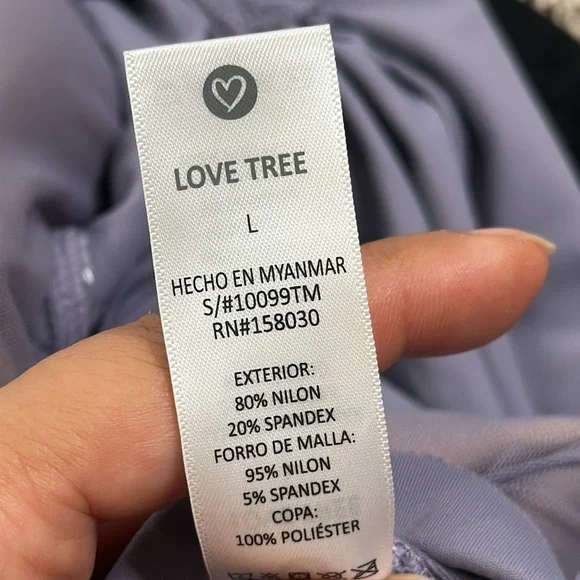 LOVE TREE
L
HECHO EN MYANMAR
S/#10099TM
RN#158030
EXTERIOR:
80% NILON
20% SPANDEX
FORRO DE MALLA:
95% NILON
5% SPANDEX
COPA:
100% POLIÉSTER